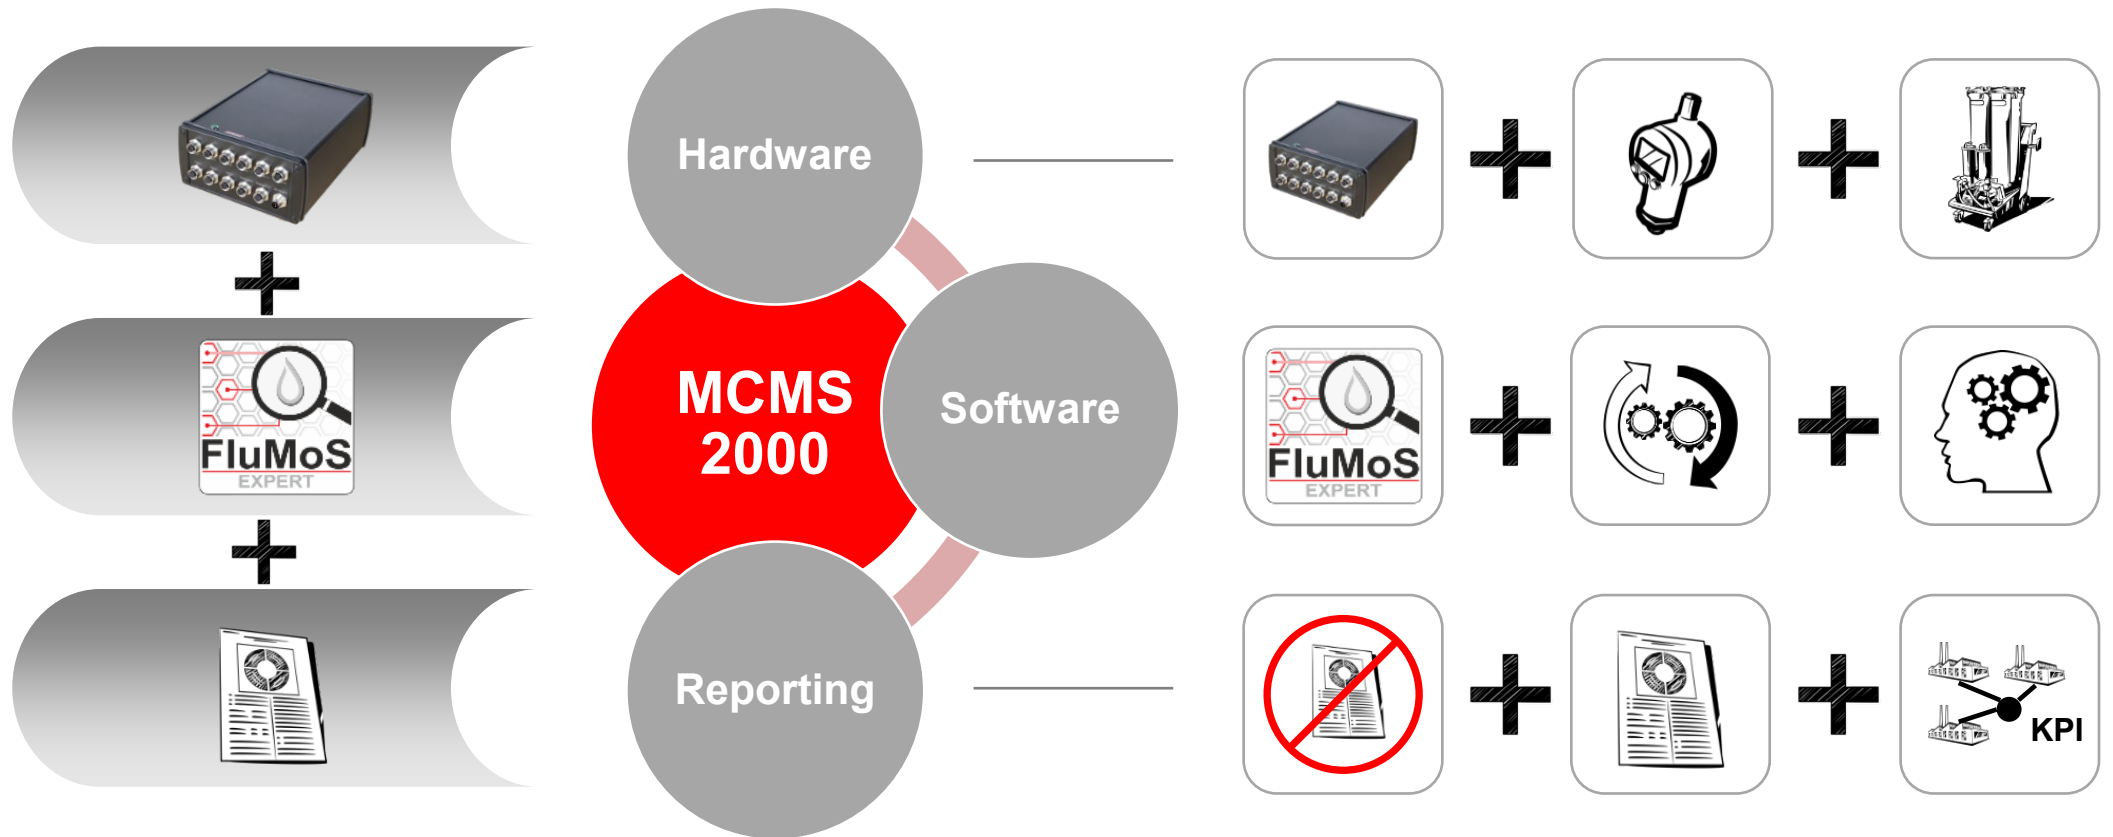 Hardware
MCMS
2000
Software
Reporting
FluMoS
EXPERT
FluMoS
EXPERT
KPI